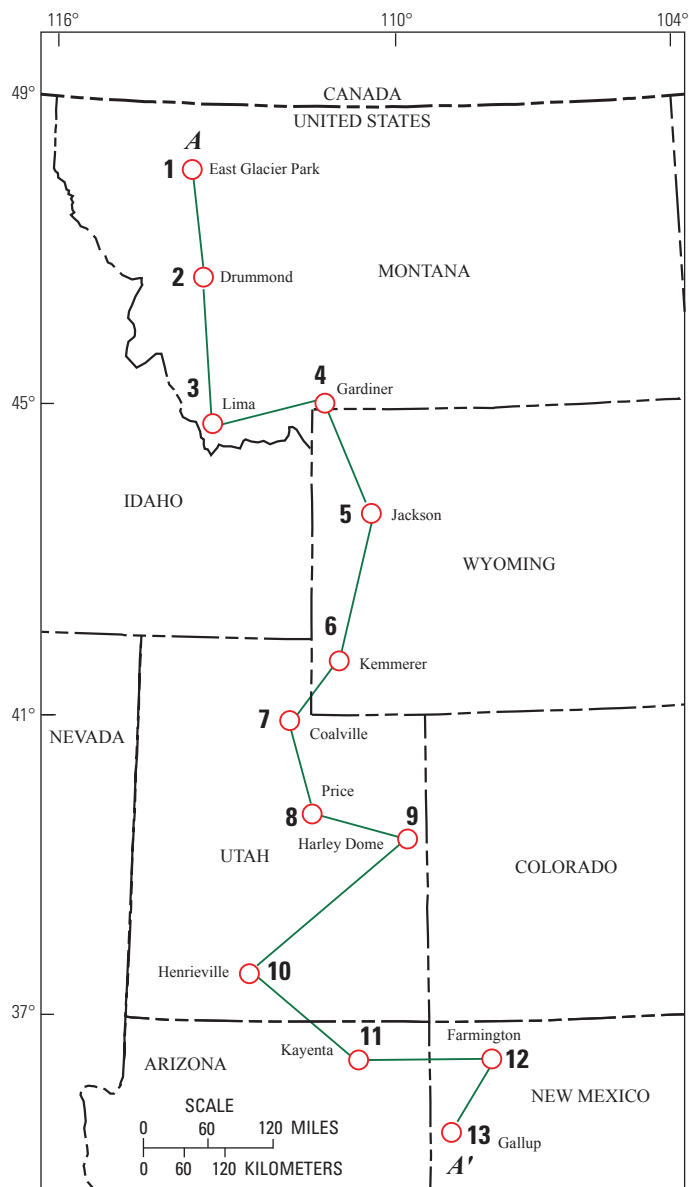 116° 110° 104°
49°
CANADA
UNITED STATES
A
1 East Glacier Park
2 Drummond
MONTANA
3 Lima
4 Gardiner
45°
IDAHO
5 Jackson
WYOMING
6 Kemmerer
41°
7 Coalville
NEVADA
Price
8
9
Harley Dome
UTAH
COLORADO
Henrieville 10
37°
11
Kayenta
Farmington
12
ARIZONA
NEW MEXICO
13 Gallup
A'
SCALE
0 60 120 MILES
0 60 120 KILOMETERS